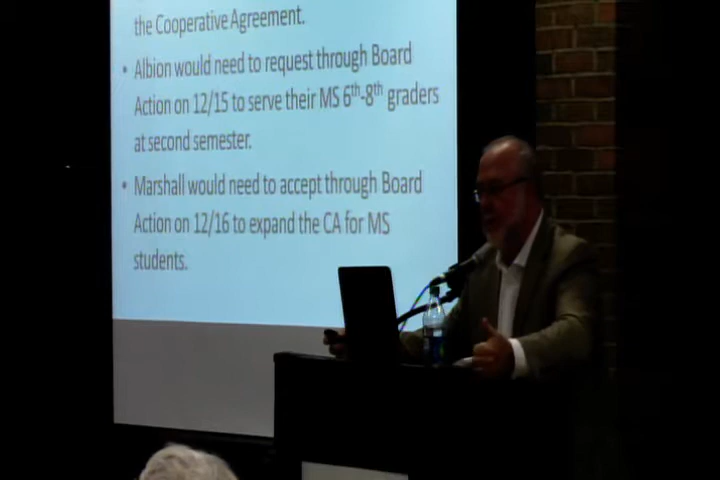 the Cooperative Agreement.
• Albion would need to request through Board
Action on 12/15 to serve their MS 6th-8th graders
at second semester.
• Marshall would need to accept through Board
Action on 12/16 to expand the CA for MS
students.